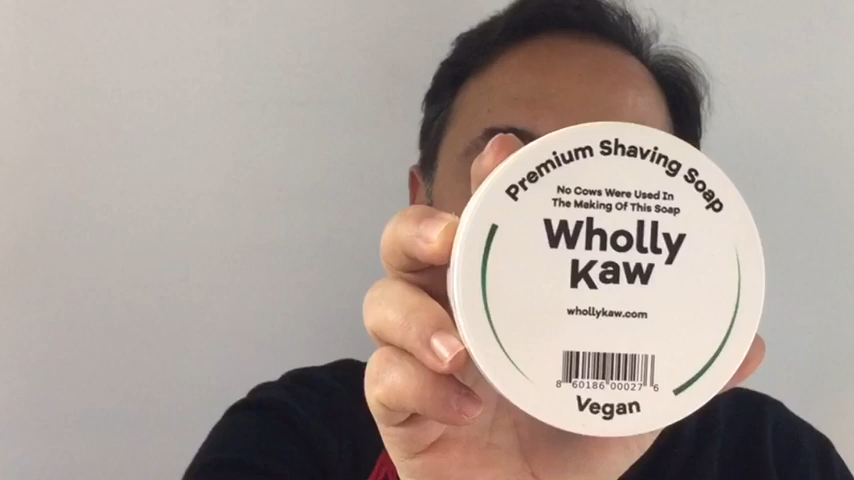 Premium Shaving Soap
No Cows Were Used In
The Making Of This Soap
Wholly
Kaw
whollykaw.com
8 60186 00027 6
Vegan